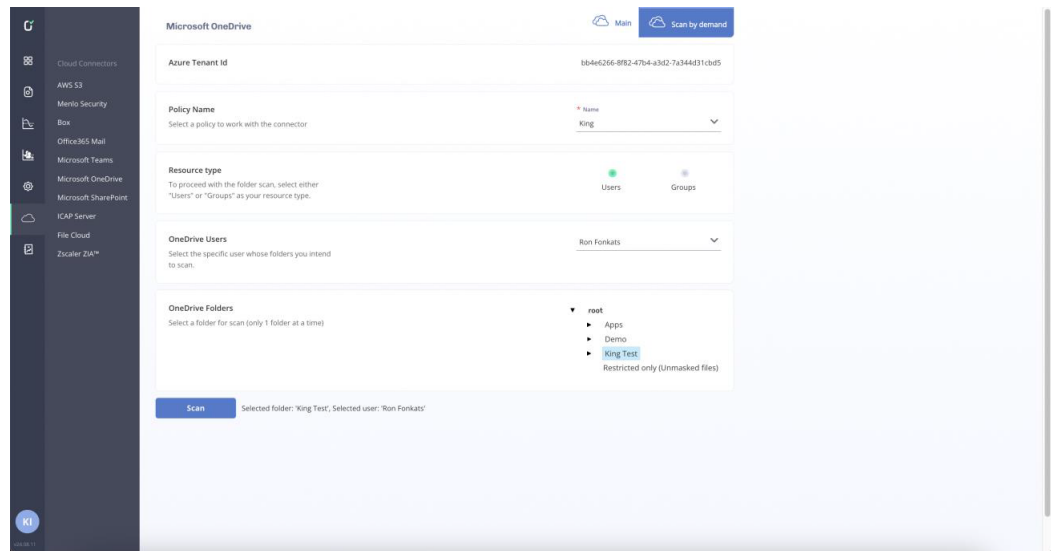 Microsoft OneDrive
Main
Scan by demand
Cloud Connectors
AWS S3
Menlo Security
Box
Office365 Mail
Microsoft Teams
Microsoft OneDrive
Microsoft SharePoint
ICAP Server
File Cloud
Zscaler ZIA™
Azure Tenant Id
bb4e6266-8f82-47b4-a3d2-7a344d31cbd5
Policy Name
Select a policy to work with the connector
* Name
King
Resource type
To proceed with the folder scan, select either
"Users" or "Groups" as your resource type.
Users
Groups
OneDrive Users
Select the specific user whose folders you intend
to scan.
Ron Fonkats
OneDrive Folders
Select a folder for scan (only 1 folder at a time)
root
Apps
Demo
King Test
Restricted only (Unmasked files)
Scan
Selected folder: 'King Test', Selected user: 'Ron Fonkats'
KI